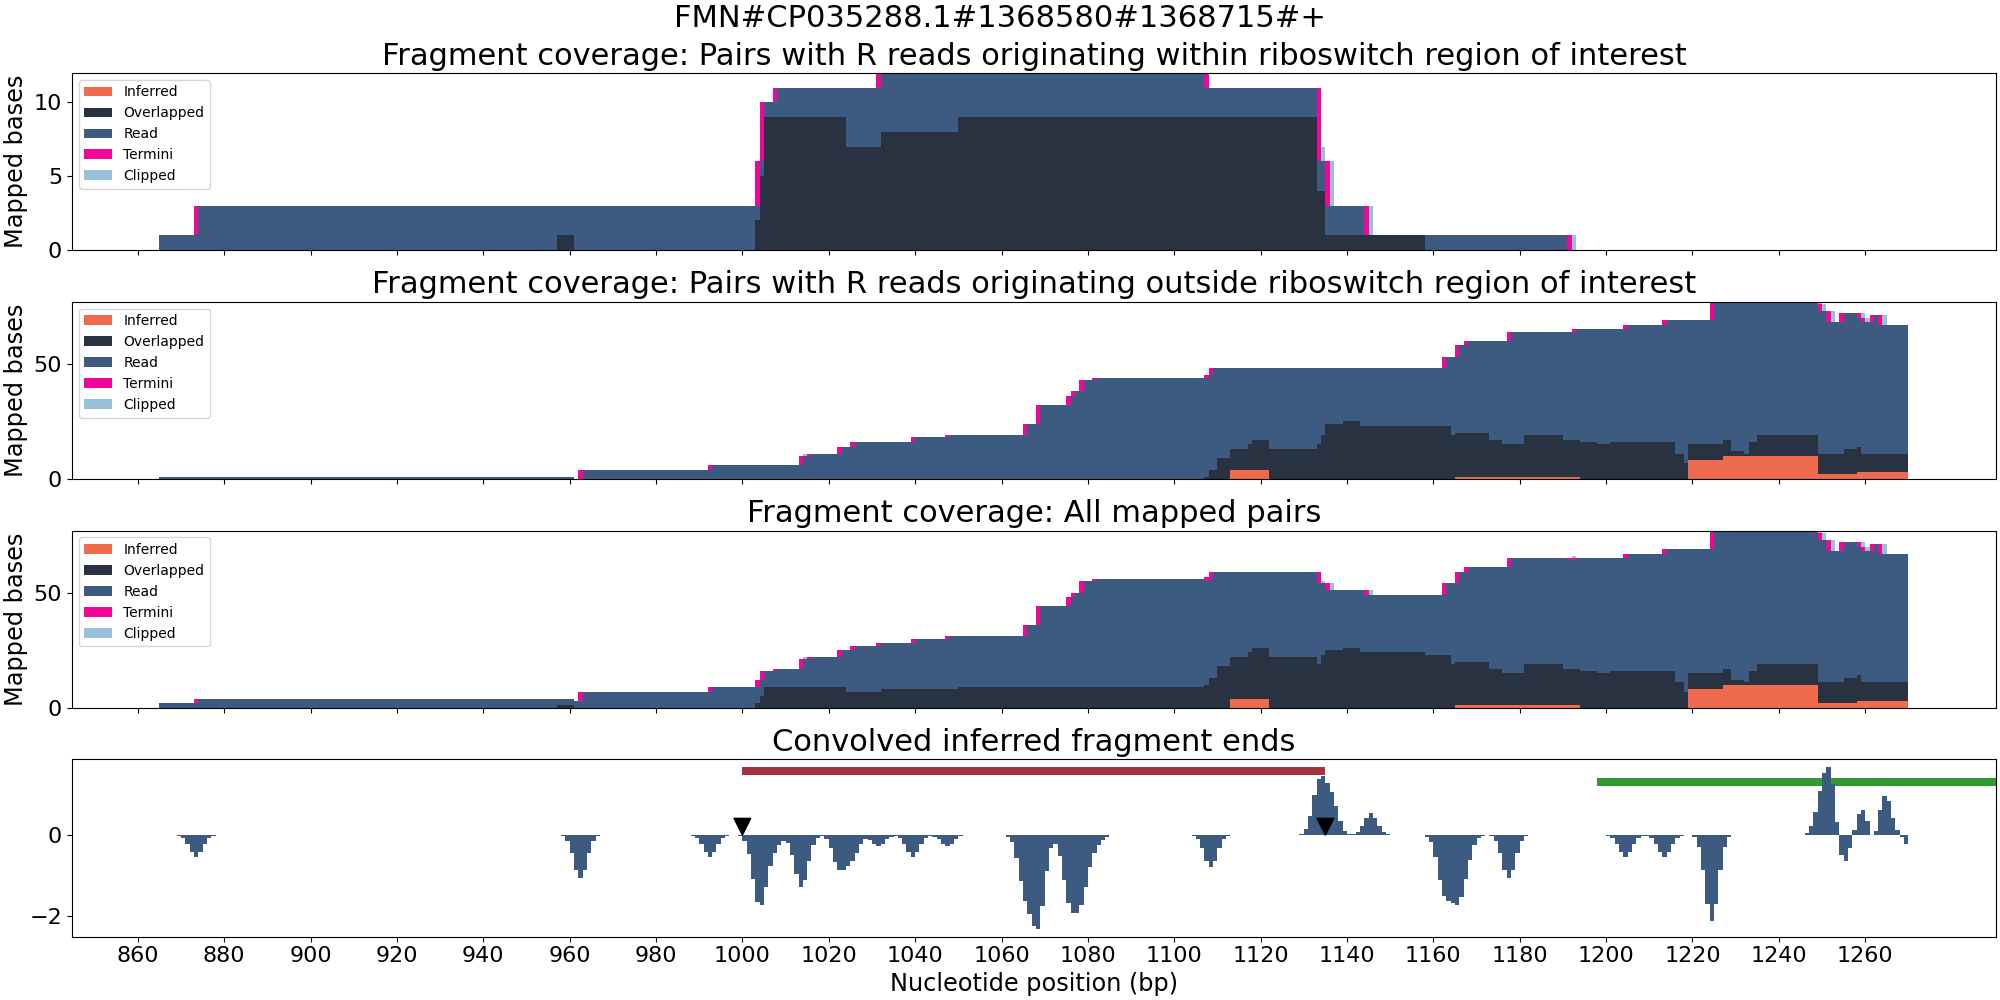 FMN#CP035288.1#1368580#1368715#+
Fragment coverage: Pairs with R reads originating within riboswitch region of interest
Mapped bases
10
5
0
Inferred
Overlapped
Read
Termini
Clipped
Fragment coverage: Pairs with R reads originating outside riboswitch region of interest
Mapped bases
50
0
Inferred
Overlapped
Read
Termini
Clipped
Fragment coverage: All mapped pairs
Mapped bases
50
0
Inferred
Overlapped
Read
Termini
Clipped
Convolved inferred fragment ends
0
−2
860 880 900 920 940 960 980 1000 1020 1040 1060 1080 1100 1120 1140 1160 1180 1200 1220 1240 1260
Nucleotide position (bp)